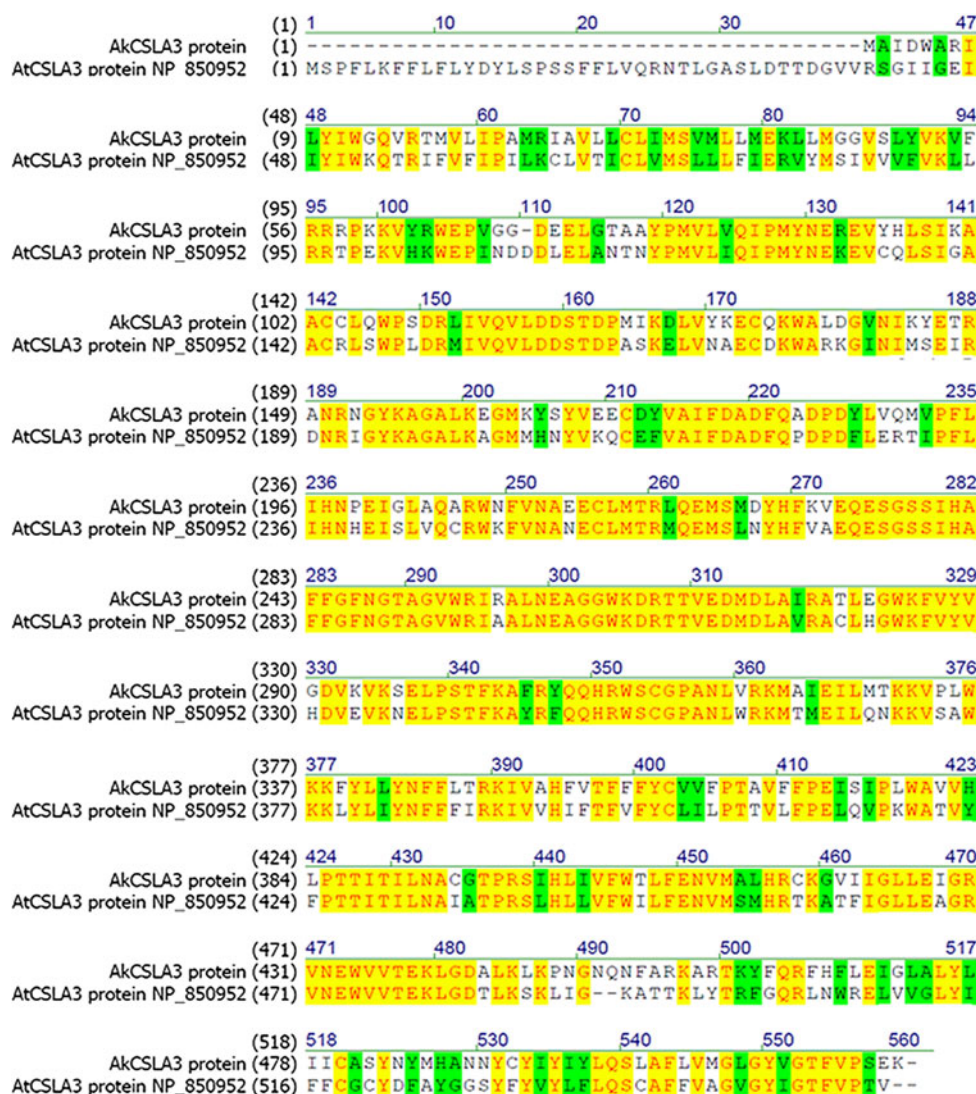 (1) 1 10 20 30 47
AkCSLA3 protein (1) ---------------------------------------MAIDWARI
AtCSLA3 protein NP_850952 (1) MSPFLKFFLFLYDYLSPSSFFLVQRNTLGASLDTTDGVVRSGIIGEI
(48) 48 60 70 80 94
AkCSLA3 protein (9) LYIWGQVRTMVLIPAMRIAVLLCLIMSVMLLMEKLLMGGVSLYVKVF
AtCSLA3 protein NP_850952 (48) IYIWKQTRIFVFIPILKCLVTICLVMSLLLFIERVYMSIVVVFVKLL
(95) 95 100 110 120 130 141
AkCSLA3 protein (56) RRRPKKVYRWEPVGG-DEELGTAAYPMVLVQIPMYNEREVYHLSIKA
AtCSLA3 protein NP_850952 (95) RRTPEKVHKWEPINDDDLELANTNYPMVLIQIPMYNEKEVCQLSIGA
(142) 142 150 160 170 188
AkCSLA3 protein (102) ACCLQWPSDRLIVQVLDDSTDPMIKDLVYKECQKWALDGVNIKYETR
AtCSLA3 protein NP_850952 (142) ACRLSWPLDRMIVQVLDDSTDPASKELVNAECDKWARKGINIMSEIR
(189) 189 200 210 220 235
AkCSLA3 protein (149) ANRNGYKAGALKEGMKYSYVEECDYVAIFDADFQADPDYLVQMVPFL
AtCSLA3 protein NP_850952 (189) DNRIGYKAGALKAGMMHNYVKQCEFVAIFDADFQPDPDFLERTIPFL
(236) 236 250 260 270 282
AkCSLA3 protein (196) IHNPEIGLAQARWNFVNAEECLMTRLQEMSMDYHFKVEQESGSSIHA
AtCSLA3 protein NP_850952 (236) IHNHEISLVQCRWKFVNANECLMTRMQEMSLNYHFVAEQESGSSIHA
(283) 283 290 300 310 329
AkCSLA3 protein (243) FFGFNGTAGVWRIRALNEAGGWKDRTTVEDMDLAIRATLEGWKFVYV
AtCSLA3 protein NP_850952 (283) FFGFNGTAGVWRIAALNEAGGWKDRTTVEDMDLAVRACLHGWKFVYV
(330) 330 340 350 360 376
AkCSLA3 protein (290) GDVKVKSELPSTFKAFRYQQHRWSCGPANLVRKMAIEILMTKKVPLW
AtCSLA3 protein NP_850952 (330) HDVEVKNELPSTFKAYRFQQHRWSCGPANLWRKMTMEILQNKKVSAW
(377) 377 390 400 410 423
AkCSLA3 protein (337) KKFYLLYNFFLTRKIVAHFVTFFFYCVVFPTAVFFPEISIPLWAVVH
AtCSLA3 protein NP_850952 (377) KKLYLIYNFFFIRKIVVHIFTFVFYCLILPTTVLFPELQVPKWATVY
(424) 424 430 440 450 460 470
AkCSLA3 protein (384) LPTTITILNACGTPRSIHLIVFWTLFENVMALHRCKGVIIGLLEIGR
AtCSLA3 protein NP_850952 (424) FPTTITILNAIATPRSLHLLVFWILFENVMSMHRTKATFIGLLEAGR
(471) 471 480 490 500 517
AkCSLA3 protein (431) VNEWVVTEKLGDALKLKPNGNQNFARKARTKYFQRFHFLEIGLALYL
AtCSLA3 protein NP_850952 (471) VNEWVVTEKLGDTLKSKLIG--KATTKLYTRFGQRLNWRELVVGLYI
(518) 518 530 540 550 560
AkCSLA3 protein (478) IICASYNYMHANNYCYIYIYLQSLAFLVMGLGYVGTFVPSEK-
AtCSLA3 protein NP_850952 (516) FFCGCYDFAYGGSYFYVYLFLQSCAFFVAGVGYIGTFVPTV--